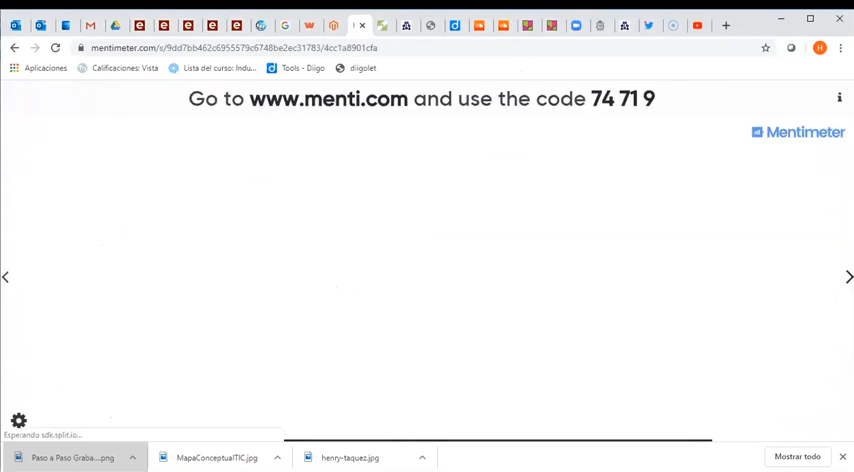 mentimeter.com/s/9dd7bb462c6955579c6748be2ec31783/4cc1a8901cfa
Aplicaciones Calificaciones: Vista Lista del curso: Indu... Tools - Diigo diigolet
Go to www.menti.com and use the code 74 71 9
Mentimeter
Esperando sdk.split.io...
Paso a Paso Graba....png MapaConceptualTIC.jpg henry-taquez.jpg Mostrar todo